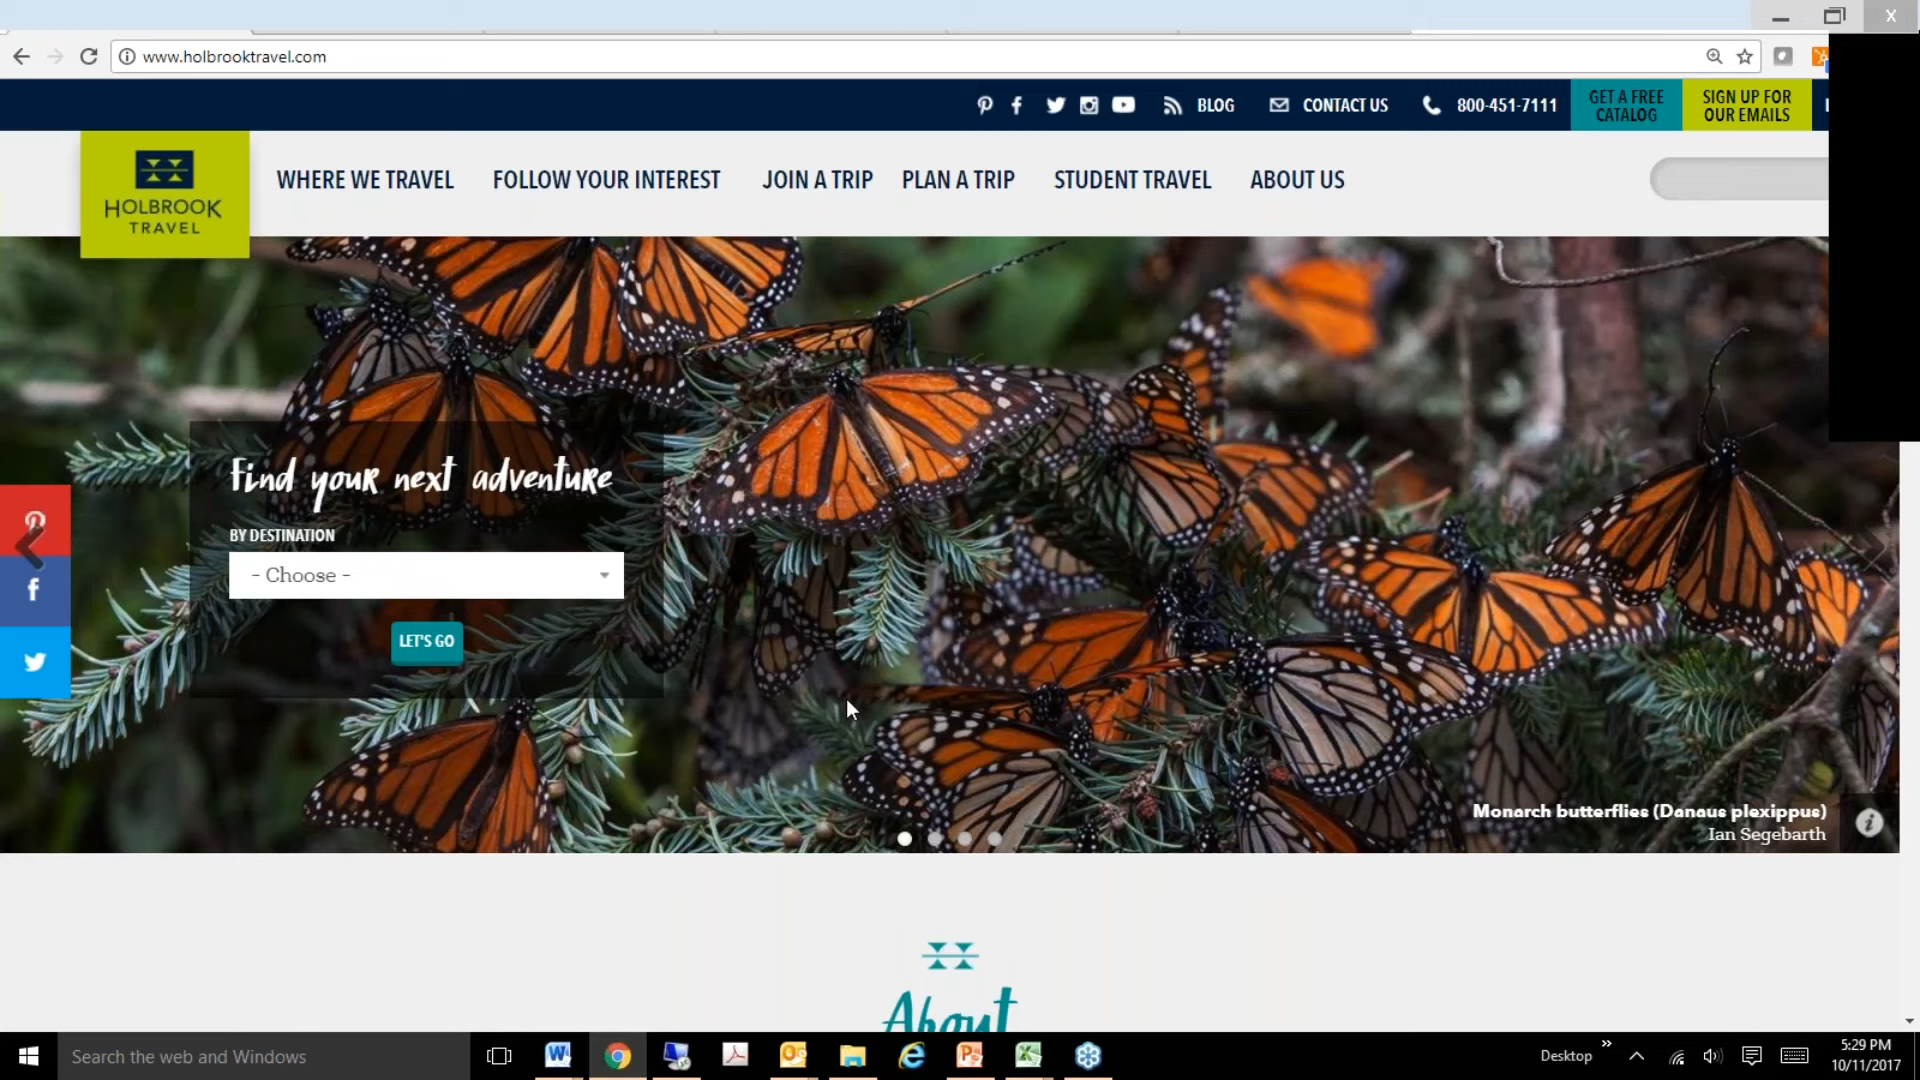 www.holbrooktravel.com
BLOG
CONTACT US
800-451-7111
GET A FREE
CATALOG
SIGN UP FOR
OUR EMAILS
HOLBROOK
TRAVEL
WHERE WE TRAVEL
FOLLOW YOUR INTEREST
JOIN A TRIP
PLAN A TRIP
STUDENT TRAVEL
ABOUT US
Find your next adventure
BY DESTINATION
- Choose -
LET'S GO
Monarch butterflies (Danaus plexippus)
Ian Segebarth
About
Search the web and Windows
Desktop
5:29 PM
10/11/2017